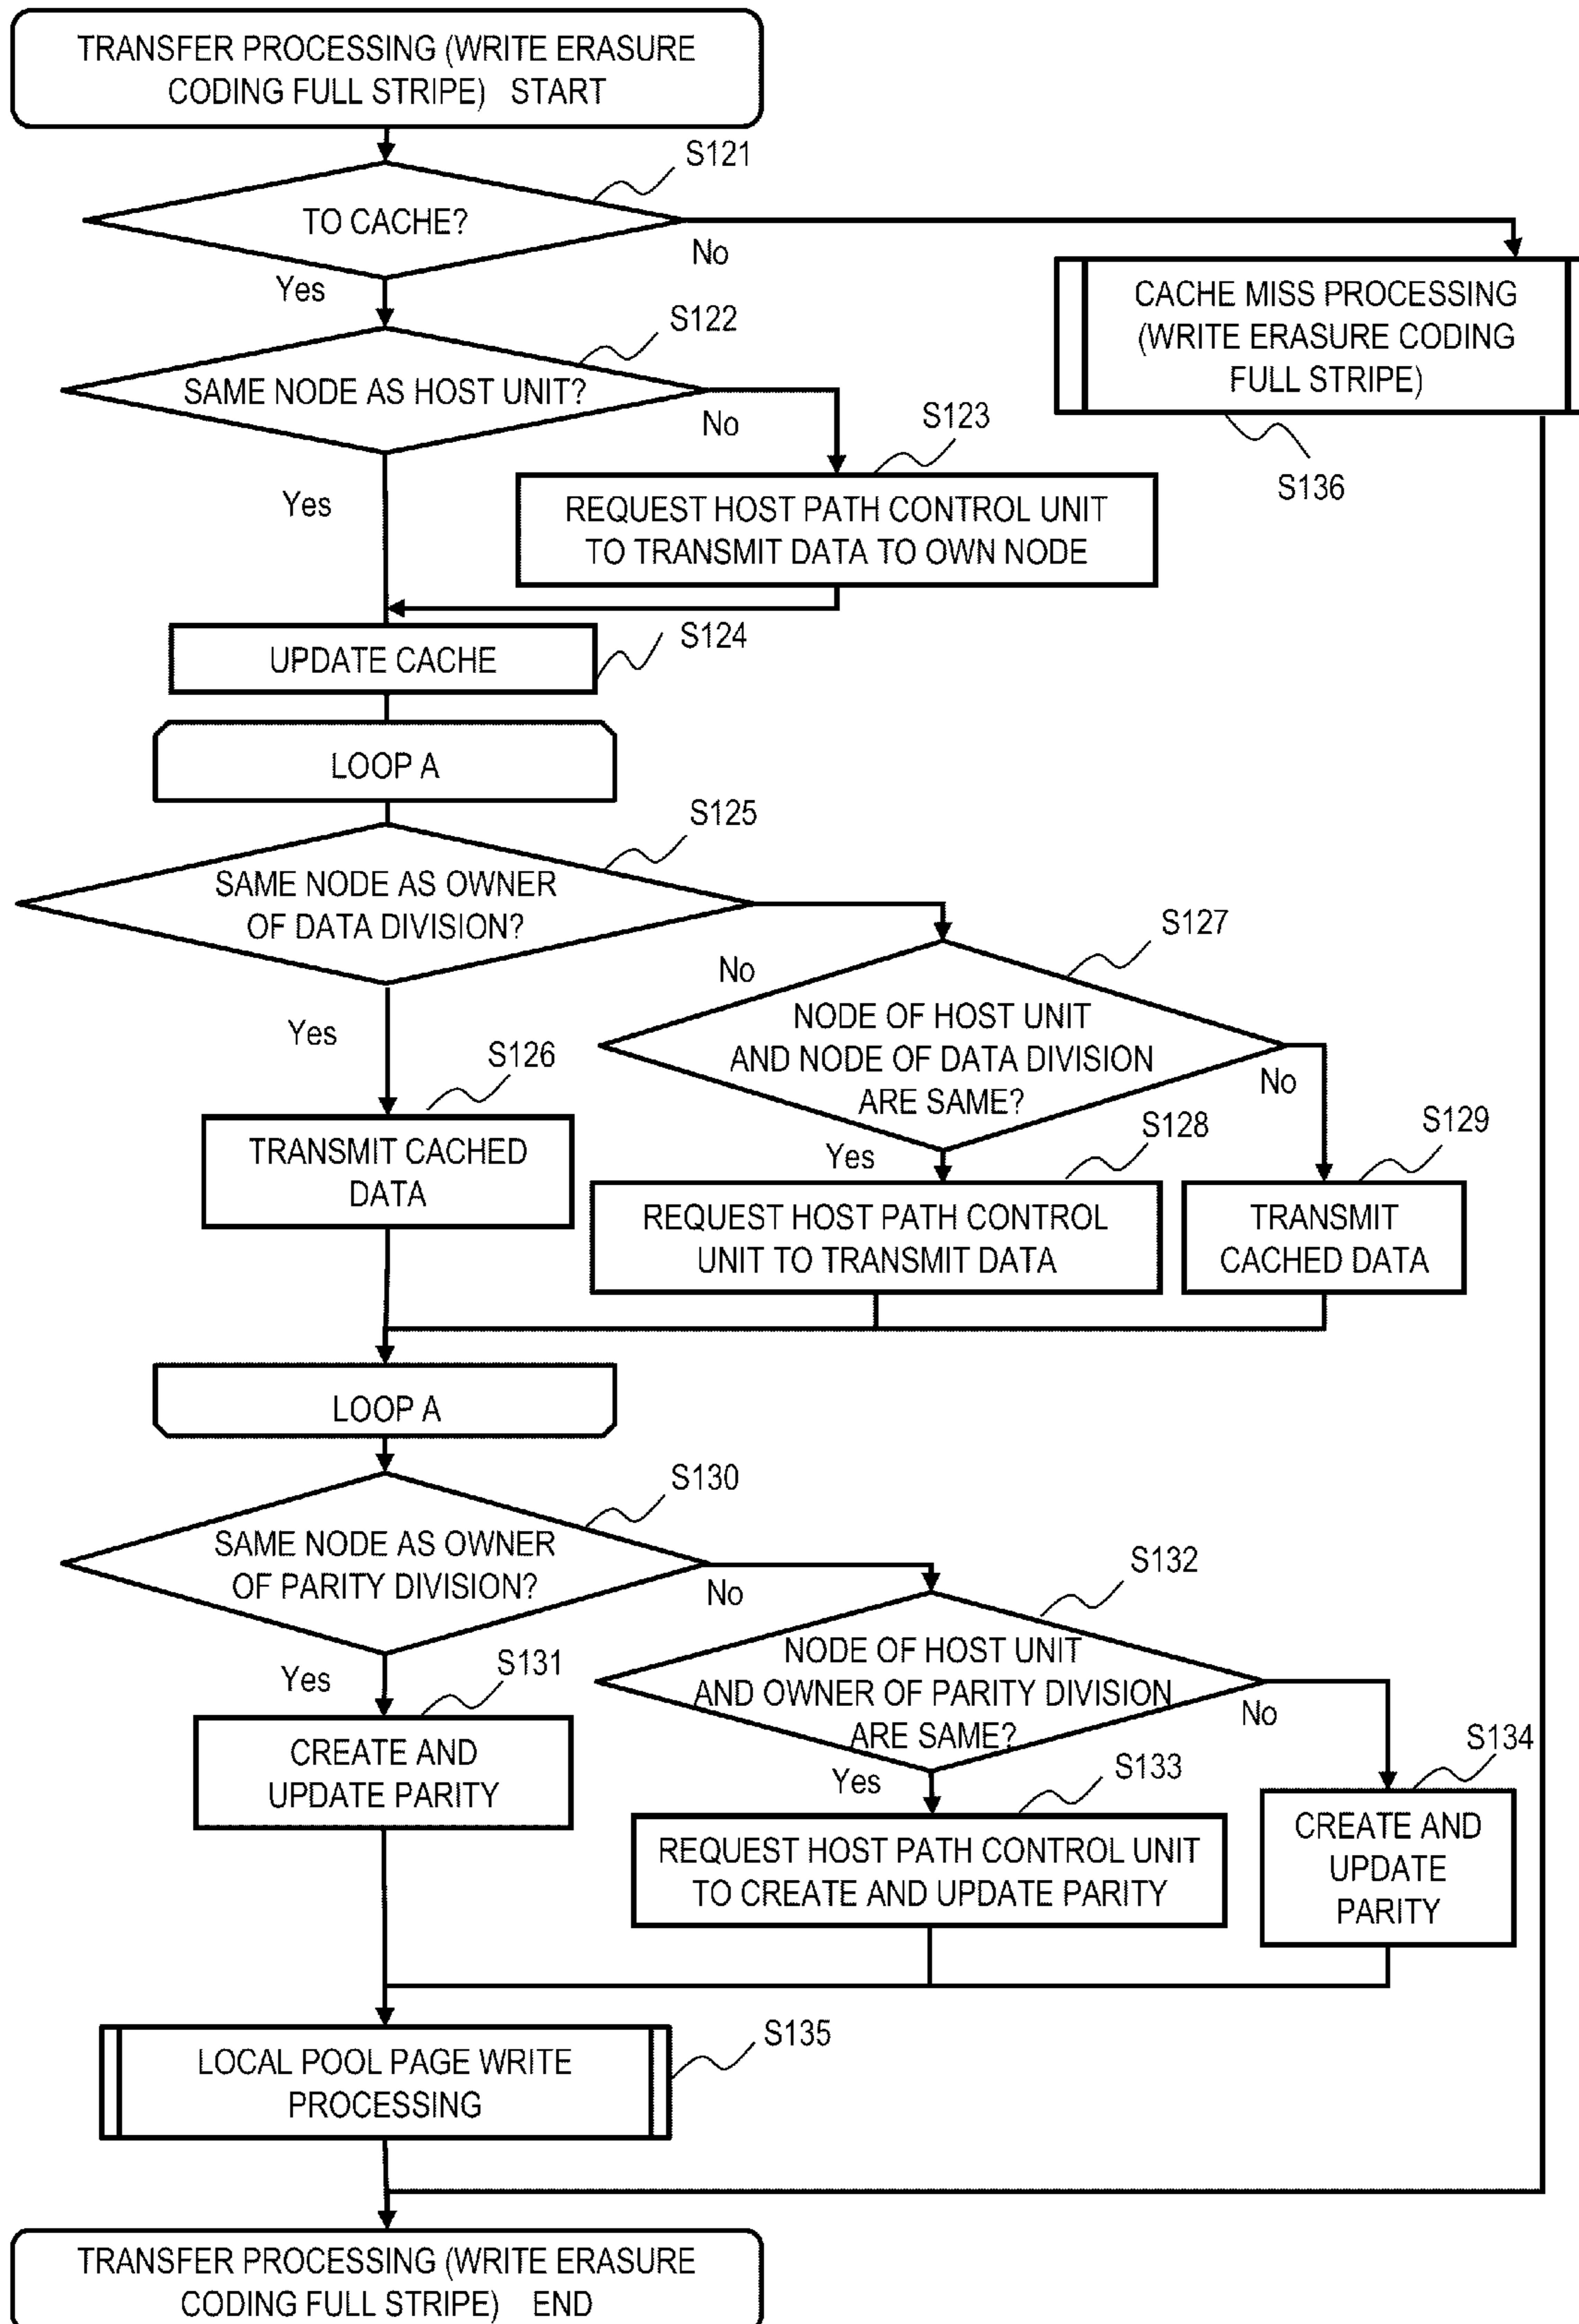 TRANSFER PROCESSING (WRITE ERASURE
CODING FULL STRIPE) START
S121
TO CACHE?
No
Yes
CACHE MISS PROCESSING
(WRITE ERASURE CODING
FULL STRIPE)
S136
S122
SAME NODE AS HOST UNIT?
No
Yes
S123
REQUEST HOST PATH CONTROL UNIT
TO TRANSMIT DATA TO OWN NODE
S124
UPDATE CACHE
LOOP A
S125
SAME NODE AS OWNER
OF DATA DIVISION?
No
Yes
S127
NODE OF HOST UNIT
AND NODE OF DATA DIVISION
ARE SAME?
No
Yes
S126
TRANSMIT CACHED
DATA
S128
REQUEST HOST PATH CONTROL
UNIT TO TRANSMIT DATA
S129
TRANSMIT
CACHED DATA
LOOP A
S130
SAME NODE AS OWNER
OF PARITY DIVISION?
No
Yes
S132
NODE OF HOST UNIT
AND OWNER OF PARITY DIVISION
ARE SAME?
No
Yes
S131
CREATE AND
UPDATE PARITY
S133
REQUEST HOST PATH CONTROL UNIT
TO CREATE AND UPDATE PARITY
S134
CREATE AND
UPDATE
PARITY
S135
LOCAL POOL PAGE WRITE
PROCESSING
TRANSFER PROCESSING (WRITE ERASURE
CODING FULL STRIPE) END